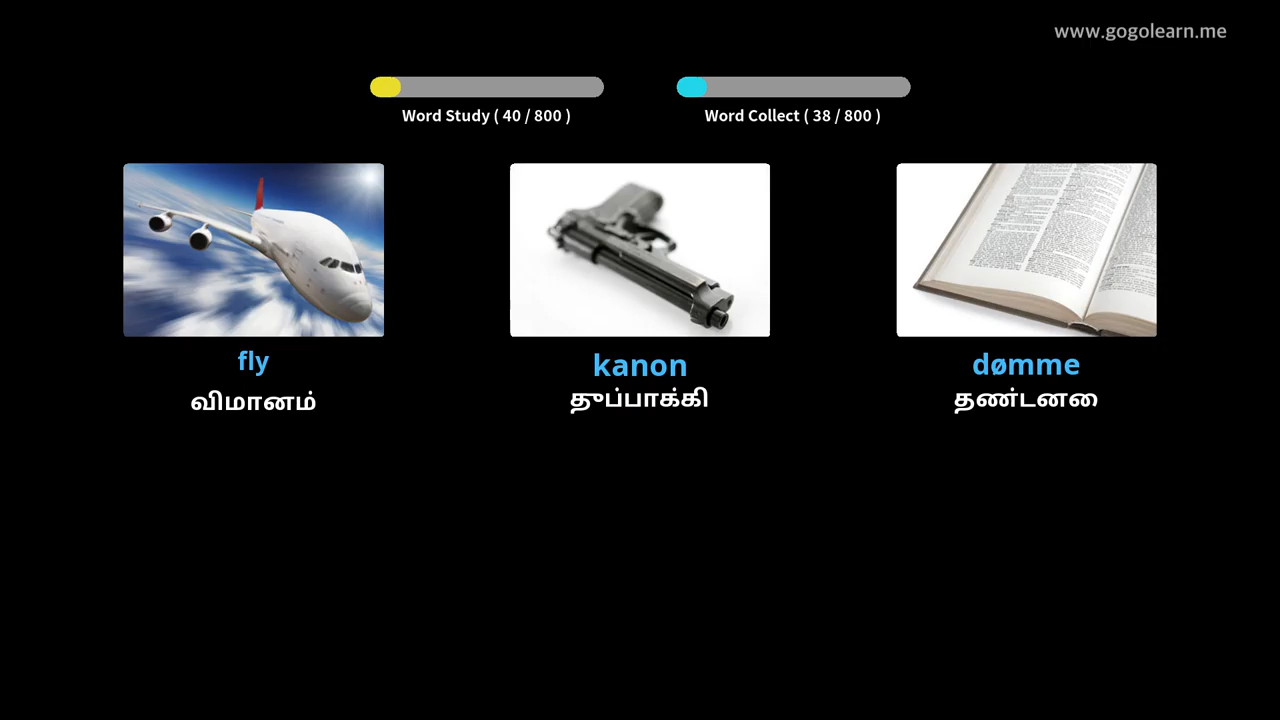 www.gogolearn.me
Word Study ( 40 / 800 )
Word Collect ( 38 / 800 )
fly
kanon
dømme
விமானம்
துப்பாக்கி
தண்டனை